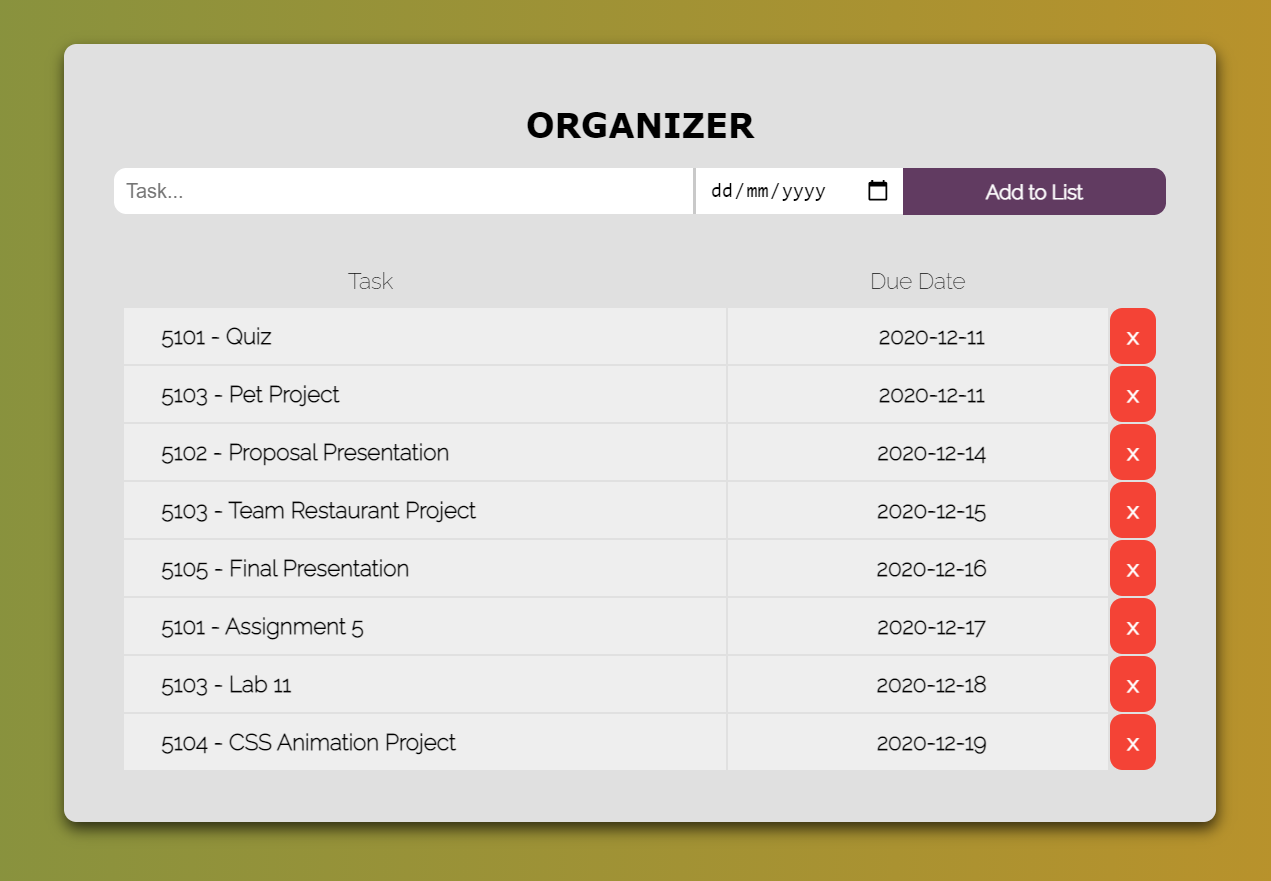 ORGANIZER
Task... dd/mm/yyyy Add to List
Task Due Date
5101 - Quiz 2020-12-11 x
5103 - Pet Project 2020-12-11 x
5102 - Proposal Presentation 2020-12-14 x
5103 - Team Restaurant Project 2020-12-15 x
5105 - Final Presentation 2020-12-16 x
5101 - Assignment 5 2020-12-17 x
5103 - Lab 11 2020-12-18 x
5104 - CSS Animation Project 2020-12-19 x